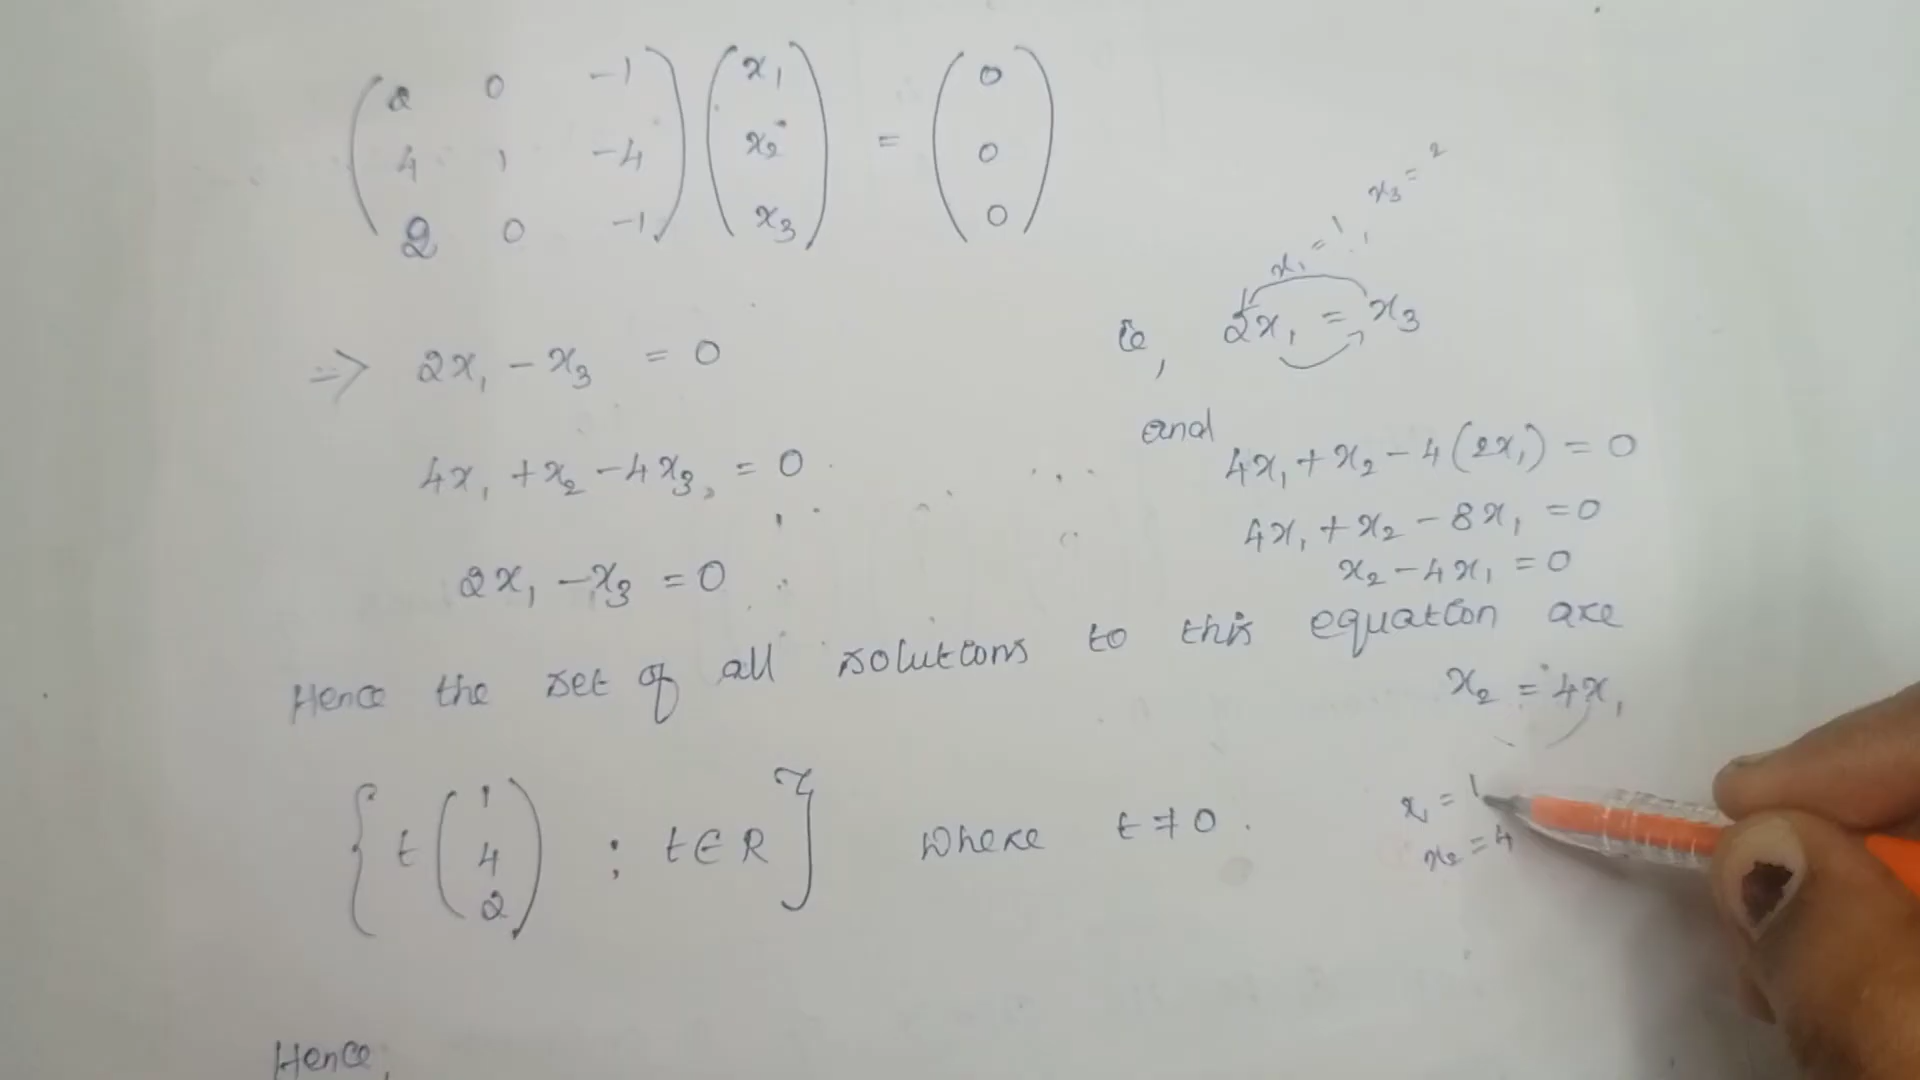 ( 2 0 -1 ) ( x₁ ) = ( 0 )
( 4 1 -4 ) ( x₂ ) ( 0 )
( 2 0 -1 ) ( x₃ ) ( 0 )
x₁ = 1, x₃ = 2
⇒ 2x₁ - x₃ = 0
4x₁ + x₂ - 4x₃ = 0
2x₁ - x₃ = 0
ie, 2x₁ = x₃
and
4x₁ + x₂ - 4(2x₁) = 0
4x₁ + x₂ - 8x₁ = 0
x₂ - 4x₁ = 0
Hence the set of all solutions to this equation are
x₂ = 4x₁
{ t ( 1 4 2 ) ; t ∈ R } where t ≠ 0.
x₁ = 1
x₂ = 4
Hence,